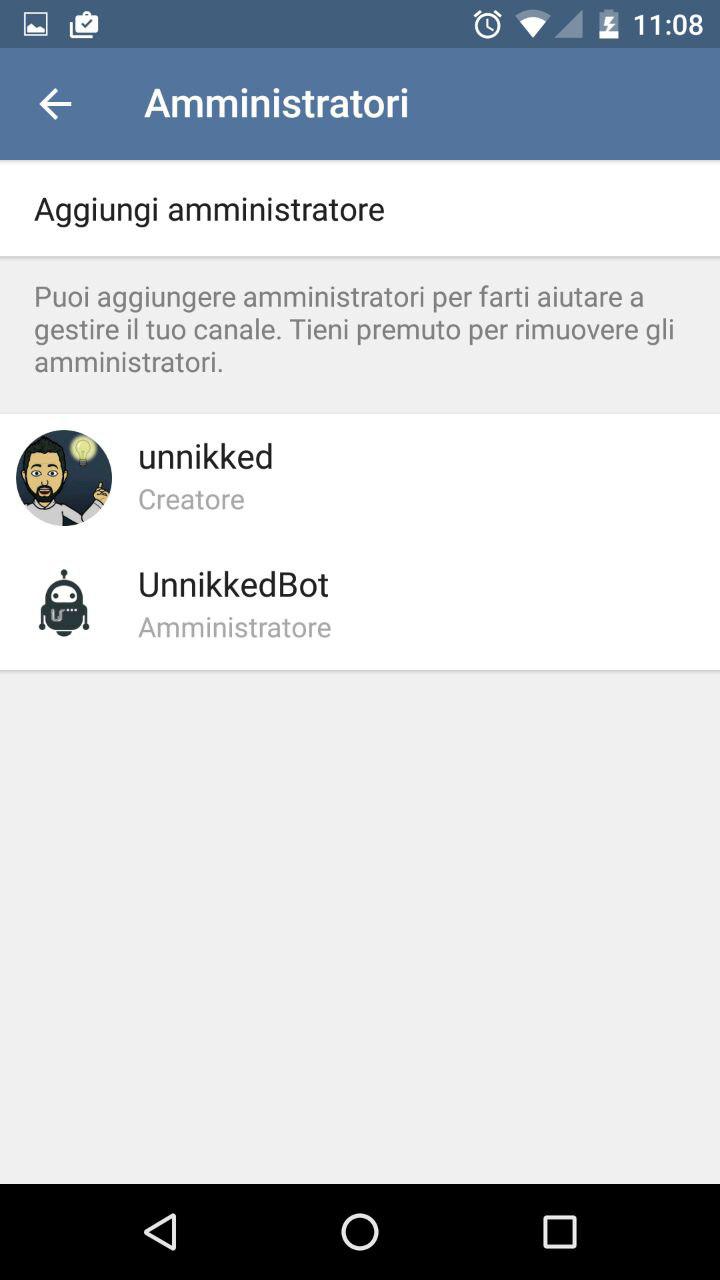 11:08
Amministratori
Aggiungi amministratore
Puoi aggiungere amministratori per farti aiutare a
gestire il tuo canale. Tieni premuto per rimuovere gli
amministratori.
unnikked
Creatore
UnnikkedBot
Amministratore